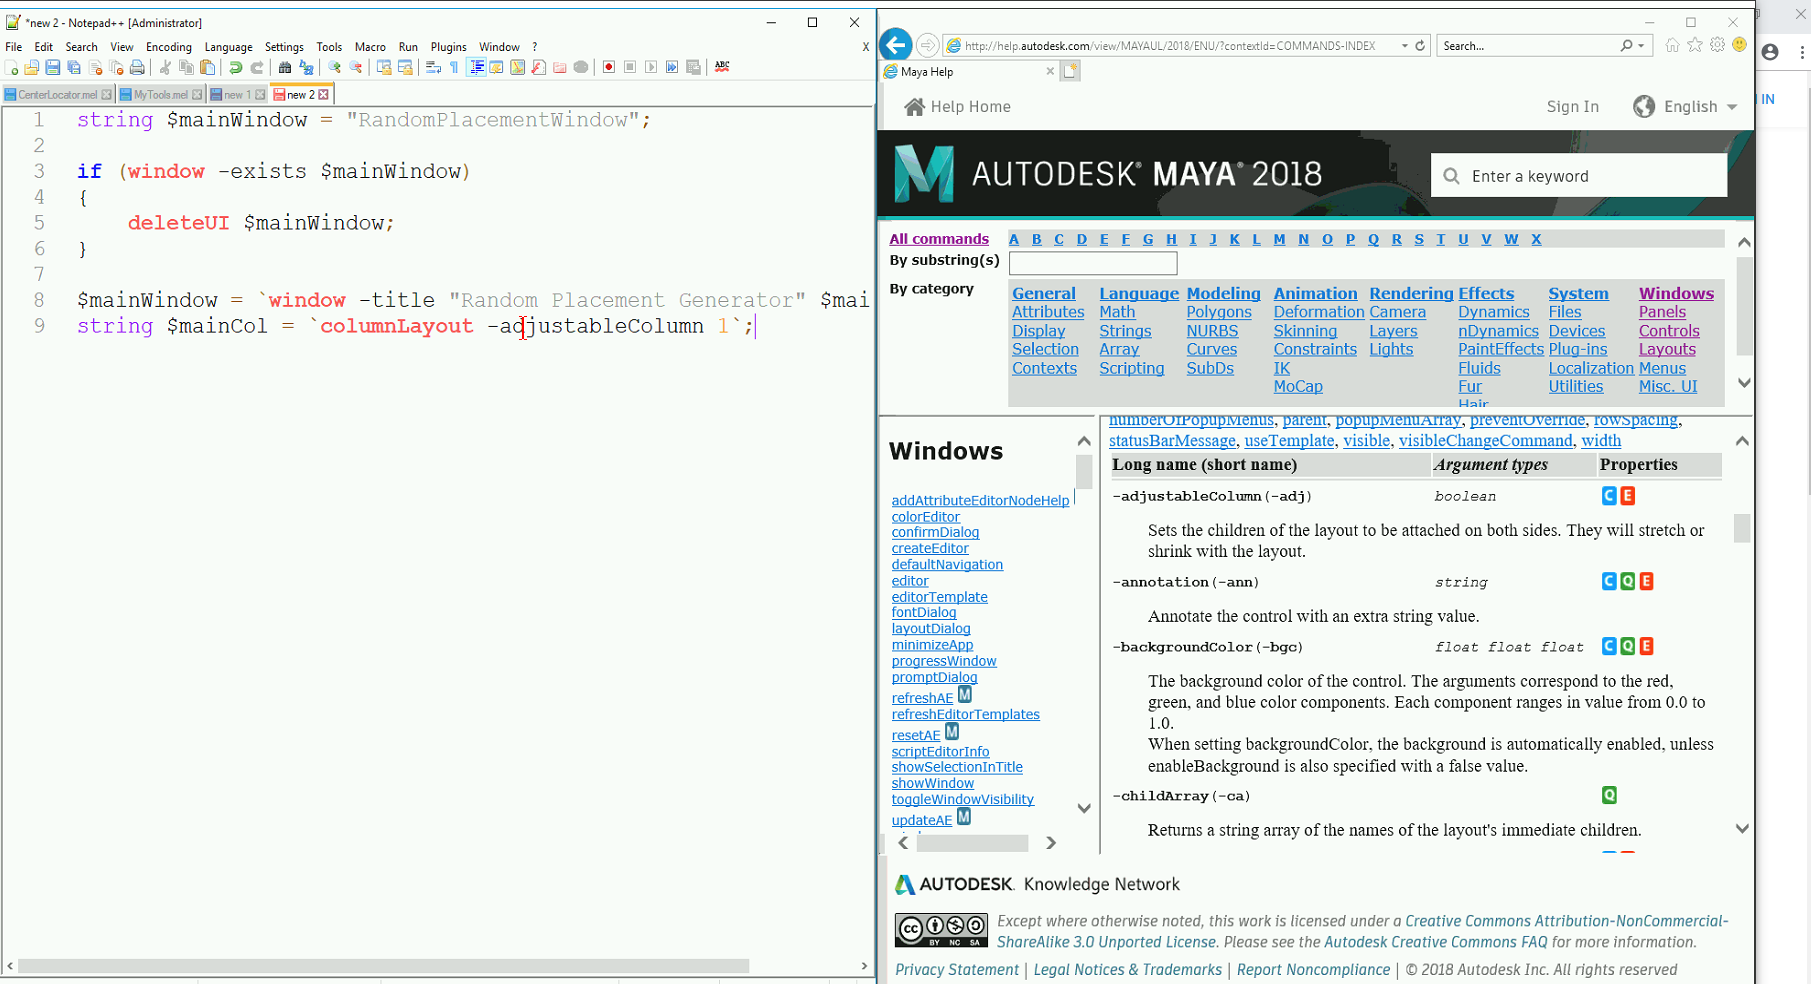 *new 2 - Notepad++ [Administrator]
File Edit Search View Encoding Language Settings Tools Macro Run Plugins Window ? X
CenterLocator.mel MyTools.mel new 1 new 2
1 string $mainWindow = "RandomPlacementWindow";
2
3 if (window -exists $mainWindow)
4 {
5 deleteUI $mainWindow;
6 }
7
8 $mainWindow = `window -title "Random Placement Generator" $mai
9 string $mainCol = `columnLayout -adjustableColumn 1`;
http://help.autodesk.com/view/MAYAUL/2018/ENU/?contextId=COMMANDS-INDEX
Search...
Maya Help
IN
Help Home Sign In English
AUTODESK® MAYA® 2018
Enter a keyword
All commands A B C D E F G H I J K L M N O P Q R S T U V W X
By substring(s)
By category
General Language Modeling Animation Rendering Effects System Windows
Attributes Math Polygons Deformation Camera Dynamics Files Panels
Display Strings NURBS Skinning Layers nDynamics Devices Controls
Selection Array Curves Constraints Lights PaintEffects Plug-ins Layouts
Contexts Scripting SubDs IK Fluids Localization Menus
MoCap Fur Utilities Misc. UI
Hair
Windows
addAttributeEditorNodeHelp
colorEditor
confirmDialog
createEditor
defaultNavigation
editor
editorTemplate
fontDialog
layoutDialog
minimizeApp
progressWindow
promptDialog
refreshAE
refreshEditorTemplates
resetAE
scriptEditorInfo
showSelectionInTitle
showWindow
toggleWindowVisibility
updateAE
numberOfPopupMenus, parent, popupMenuArray, preventOverride, rowSpacing,
statusBarMessage, useTemplate, visible, visibleChangeCommand, width
Long name (short name) Argument types Properties
-adjustableColumn(-adj) boolean C E
Sets the children of the layout to be attached on both sides. They will stretch or
shrink with the layout.
-annotation(-ann) string C Q E
Annotate the control with an extra string value.
-backgroundColor(-bgc) float float float C Q E
The background color of the control. The arguments correspond to the red,
green, and blue color components. Each component ranges in value from 0.0 to
1.0.
When setting backgroundColor, the background is automatically enabled, unless
enableBackground is also specified with a false value.
-childArray(-ca) Q
Returns a string array of the names of the layout's immediate children.
AUTODESK. Knowledge Network
Except where otherwise noted, this work is licensed under a Creative Commons Attribution-NonCommercial-
ShareAlike 3.0 Unported License. Please see the Autodesk Creative Commons FAQ for more information.
cc BY NC SA
Privacy Statement | Legal Notices & Trademarks | Report Noncompliance | © 2018 Autodesk Inc. All rights reserved